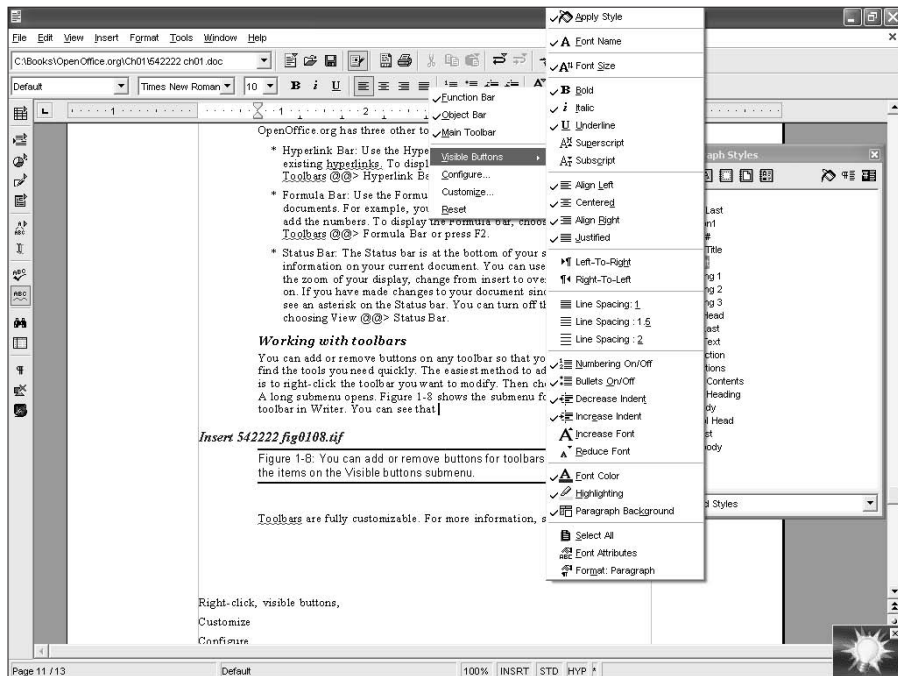 File Edit View Insert Format Tools Window Help
C:\Books\OpenOffice.org\Ch01\542222 ch01.doc
Default Times New Roman 10 B i U
1 1 2
OpenOffice.org has three other to
* Hyperlink Bar: Use the Hype
existing hyperlinks. To displ
Toolbars @@> Hyperlink Ba
* Formula Bar: Use the Formu
documents. For example, you
add the numbers. To display the Formula bar, choos
Toolbars @@> Formula Bar or press F2.
* Status Bar: The Status bar is at the bottom of your s
information on your current document. You can use
the zoom of your display, change from insert to over
on. If you have made changes to your document sinc
see an asterisk on the Status bar. You can turn off th
choosing View @@> Status Bar.
Working with toolbars
You can add or remove buttons on any toolbar so that yo
find the tools you need quickly. The easiest method to ad
is to right-click the toolbar you want to modify. Then cho
A long submenu opens. Figure 1-8 shows the submenu fo
toolbar in Writer. You can see that
Insert 542222 fig0108.tif
Figure 1-8: You can add or remove buttons for toolbars
the items on the Visible buttons submenu.
Toolbars are fully customizable. For more information, s
Right-click, visible buttons,
Customize
Configure
Function Bar
Object Bar
Main Toolbar
Visible Buttons
Configure...
Customize...
Reset
Apply Style
Font Name
Font Size
Bold
Italic
Underline
Superscript
Subscript
Align Left
Centered
Align Right
Justified
Left-To-Right
Right-To-Left
Line Spacing: 1
Line Spacing : 1.5
Line Spacing : 2
Numbering On/Off
Bullets On/Off
Decrease Indent
Increase Indent
Increase Font
Reduce Font
Font Color
Highlighting
Paragraph Background
Select All
Font Attributes
Format: Paragraph
aph Styles
Last
n1
#
Title
g 1
g 2
g 3
Head
ast
Text
ction
tions
Contents
Heading
dy
l Head
st
ody
d Styles
Page 11 / 13 Default 100% INSRT STD HYP *